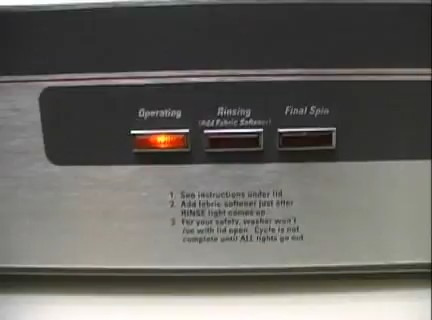 Operating
Rinsing
(Add Fabric Softener)
Final Spin
1. See instructions under lid
2. Add fabric softener just after
RINSE light comes up
3 For your safety, washer won't
run with lid open. Cycle is not
complete until ALL lights go out